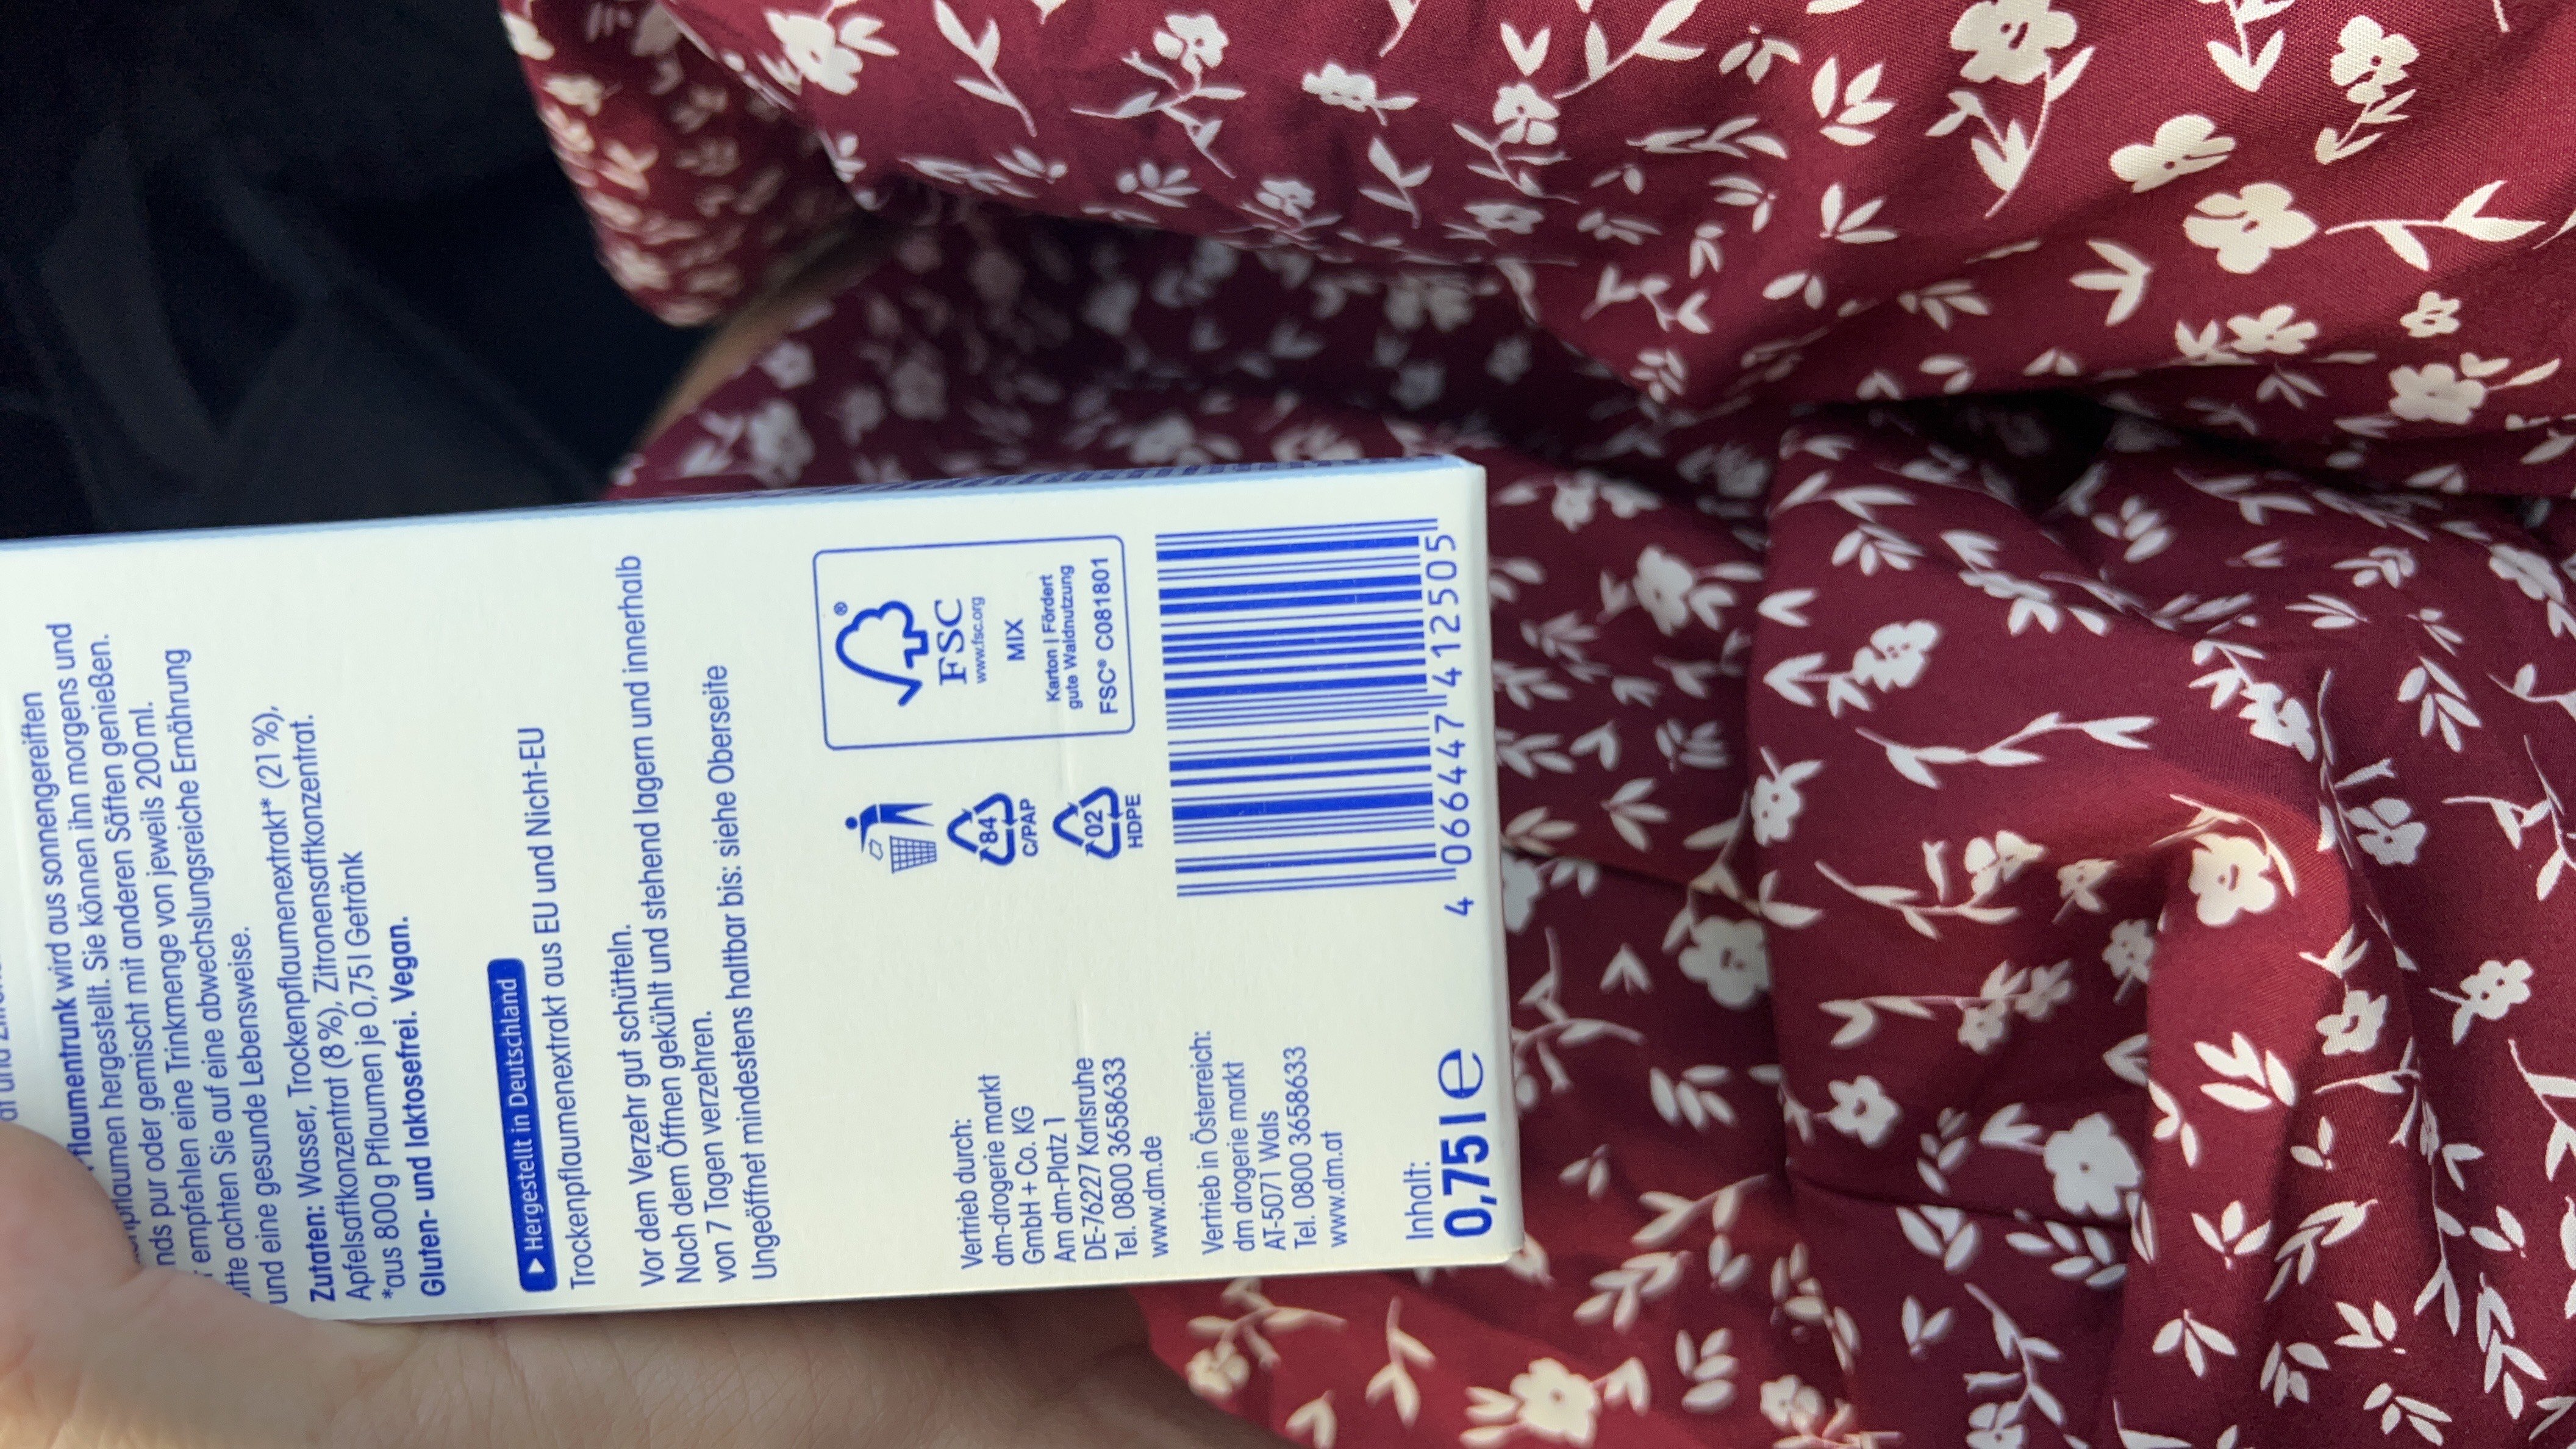 wird aus sonnengereiften
hergestellt. Sie können ihn morgens und
pur oder gemischt mit anderen Säften genießen.
empfehlen eine Trinkmenge von jeweils 200 ml.
achten Sie auf eine abwechslungsreiche Ernährung
und eine gesunde Lebensweise.
Zutaten: Wasser, Trockenpflaumenextrakt* (21 %),
Apfelsaftkonzentrat (8 %), Zitronensaftkonzentrat.
*aus 800 g Pflaumen je 0,75 l Getränk
Gluten- und laktosefrei. Vegan.
Hergestellt in Deutschland
Trockenpflaumenextrakt aus EU und Nicht-EU
Vor dem Verzehr gut schütteln.
Nach dem Öffnen gekühlt und stehend lagern und innerhalb
von 7 Tagen verzehren.
Ungeöffnet mindestens haltbar bis: siehe Oberseite
Vertrieb durch:
dm-drogerie markt
GmbH + Co. KG
Am dm-Platz 1
DE-76227 Karlsruhe
Tel. 0800 3658633
www.dm.de
Vertrieb in Österreich:
dm drogerie markt
AT-5071 Wals
Tel. 0800 3658633
www.dm.at
Inhalt:
0,75 l e
84
C/PAP
02
HDPE
FSC
www.fsc.org
MIX
Karton | Fördert
gute Waldnutzung
FSC® C081801
4 066447 412505